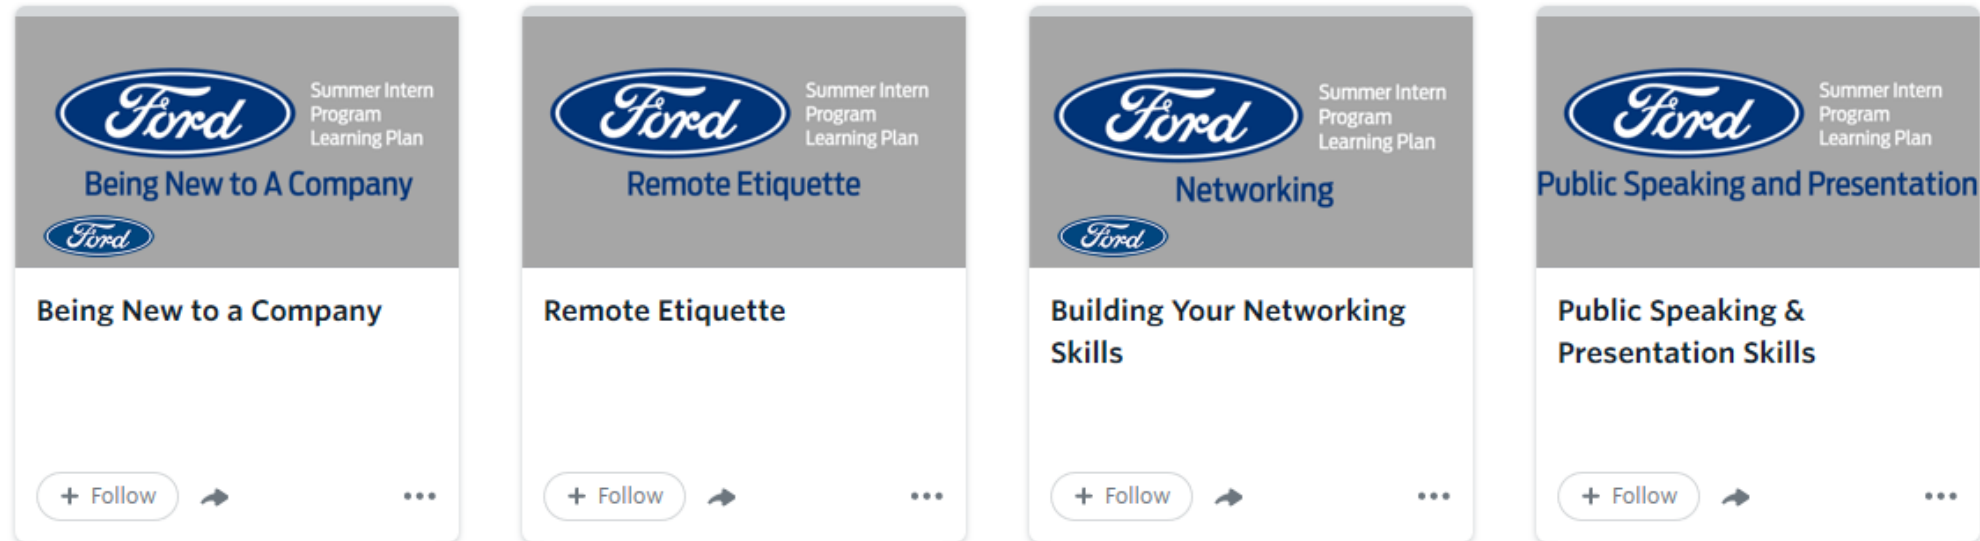 Ford
Summer Intern
Program
Learning Plan
Being New to A Company
Ford
Being New to a Company
+ Follow
Ford
Summer Intern
Program
Learning Plan
Remote Etiquette
Remote Etiquette
+ Follow
Ford
Summer Intern
Program
Learning Plan
Networking
Ford
Building Your Networking
Skills
+ Follow
Ford
Summer Intern
Program
Learning Plan
Public Speaking and Presentation
Public Speaking &
Presentation Skills
+ Follow